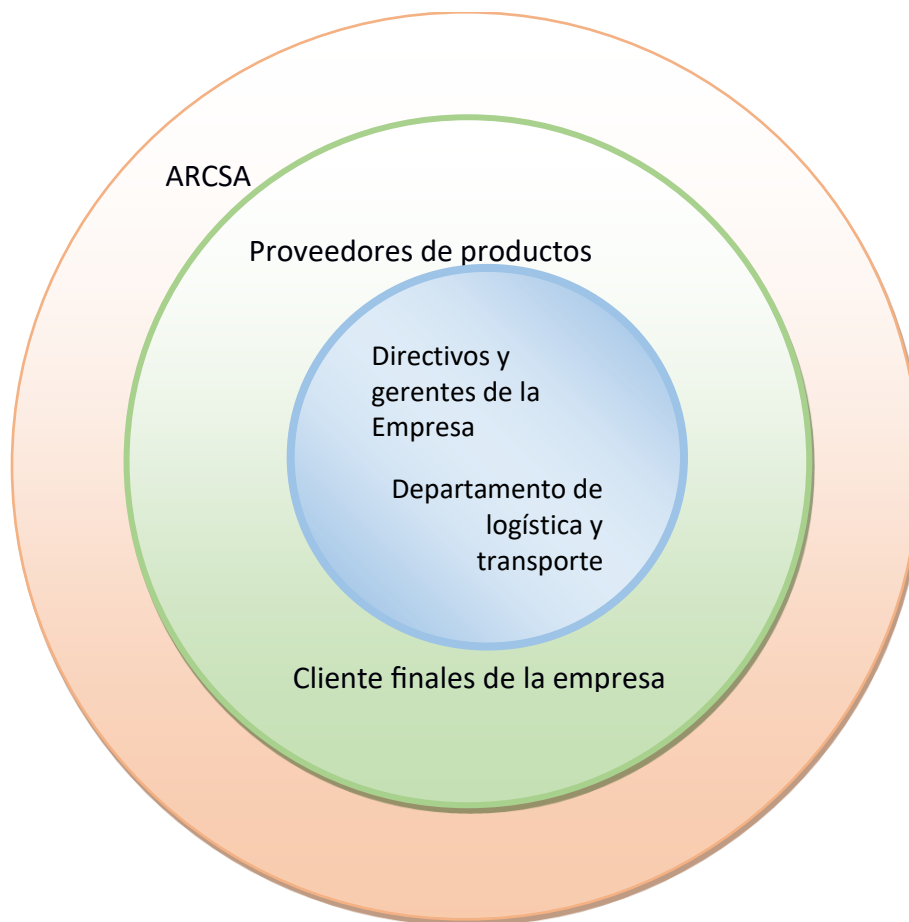 ARCSA
Proveedores de productos
Directivos y
gerentes de la
Empresa
Departamento de
logística y
transporte
Cliente finales de la empresa